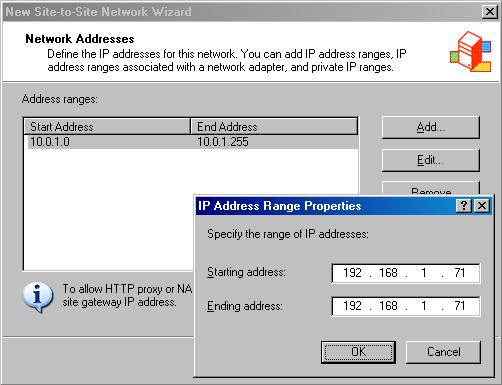 New Site-to-Site Network Wizard
Network Addresses
Define the IP addresses for this network. You can add IP address ranges, IP
address ranges associated with a network adapter, and private IP ranges.
Address ranges:
Start Address End Address
10.0.1.0 10.0.1.255
Add...
Edit...
Remove
IP Address Range Properties
Specify the range of IP addresses:
Starting address: 192 . 168 . 1 . 71
Ending address: 192 . 168 . 1 . 71
OK Cancel
To allow HTTP proxy or NA
site gateway IP address.